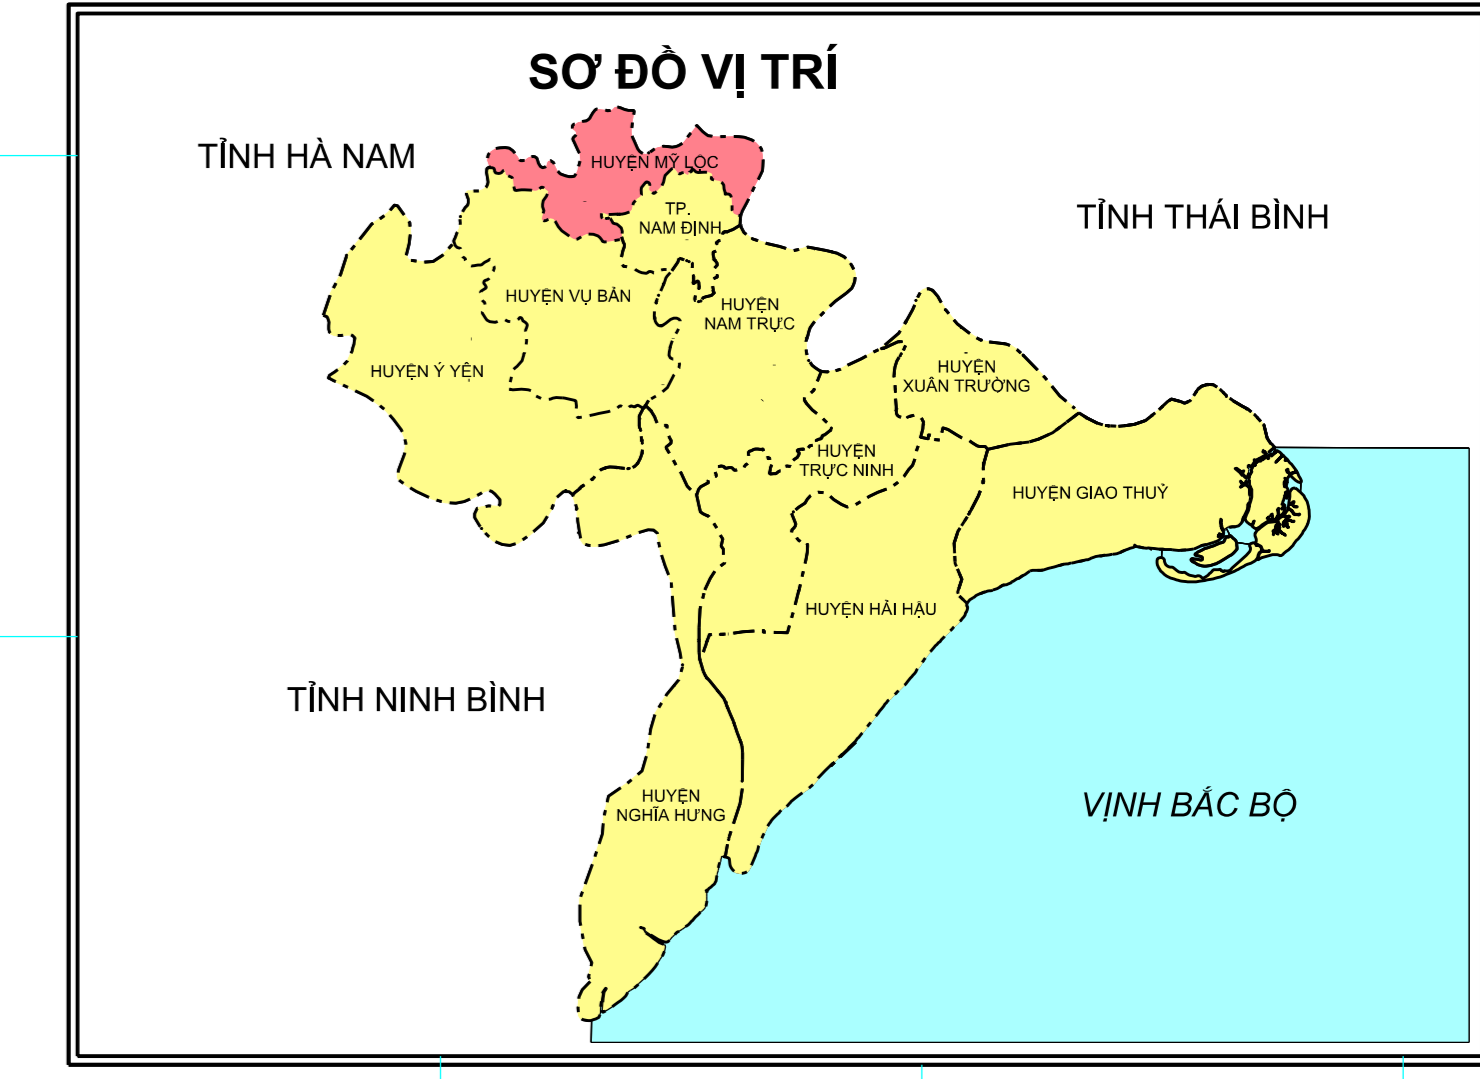 SƠ ĐỒ VỊ TRÍ
TỈNH HÀ NAM
HUYỆN MỸ LỘC
TỈNH THÁI BÌNH
TP.
NAM ĐỊNH
HUYỆN VỤ BẢN
HUYỆN
NAM TRỰC
HUYỆN Ý YÊN
HUYỆN
XUÂN TRƯỜNG
HUYỆN
TRỰC NINH
HUYỆN GIAO THUỶ
HUYỆN HẢI HẬU
TỈNH NINH BÌNH
HUYỆN
NGHĨA HƯNG
VỊNH BẮC BỘ